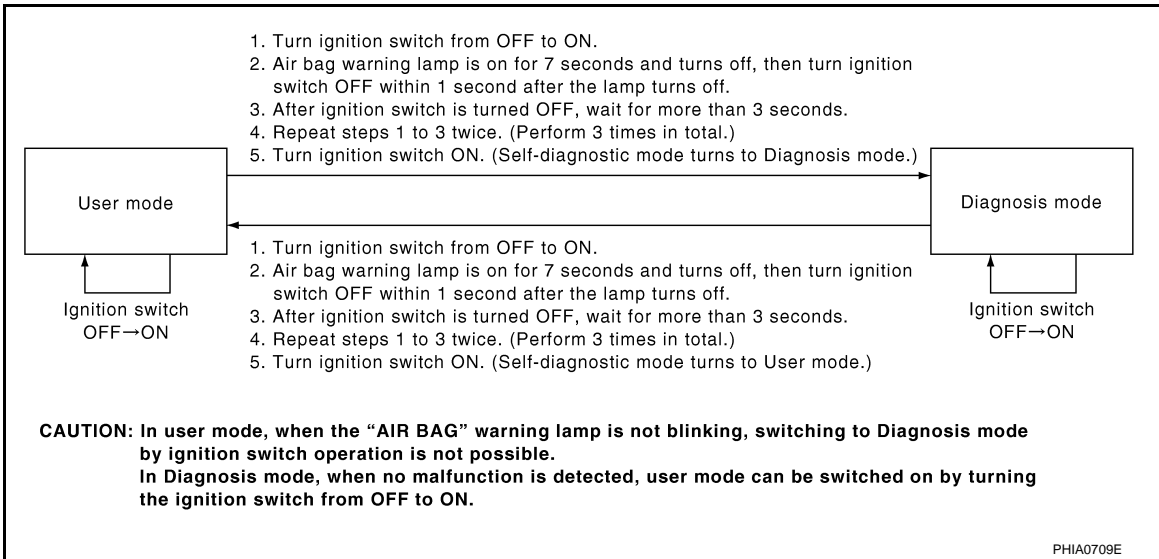 1. Turn ignition switch from OFF to ON.
2. Air bag warning lamp is on for 7 seconds and turns off, then turn ignition
switch OFF within 1 second after the lamp turns off.
3. After ignition switch is turned OFF, wait for more than 3 seconds.
4. Repeat steps 1 to 3 twice. (Perform 3 times in total.)
5. Turn ignition switch ON. (Self-diagnostic mode turns to Diagnosis mode.)
User mode
Diagnosis mode
1. Turn ignition switch from OFF to ON.
2. Air bag warning lamp is on for 7 seconds and turns off, then turn ignition
switch OFF within 1 second after the lamp turns off.
3. After ignition switch is turned OFF, wait for more than 3 seconds.
4. Repeat steps 1 to 3 twice. (Perform 3 times in total.)
5. Turn ignition switch ON. (Self-diagnostic mode turns to User mode.)
Ignition switch
OFF→ON
Ignition switch
OFF→ON
CAUTION: In user mode, when the “AIR BAG” warning lamp is not blinking, switching to Diagnosis mode
by ignition switch operation is not possible.
In Diagnosis mode, when no malfunction is detected, user mode can be switched on by turning
the ignition switch from OFF to ON.
PHIA0709E